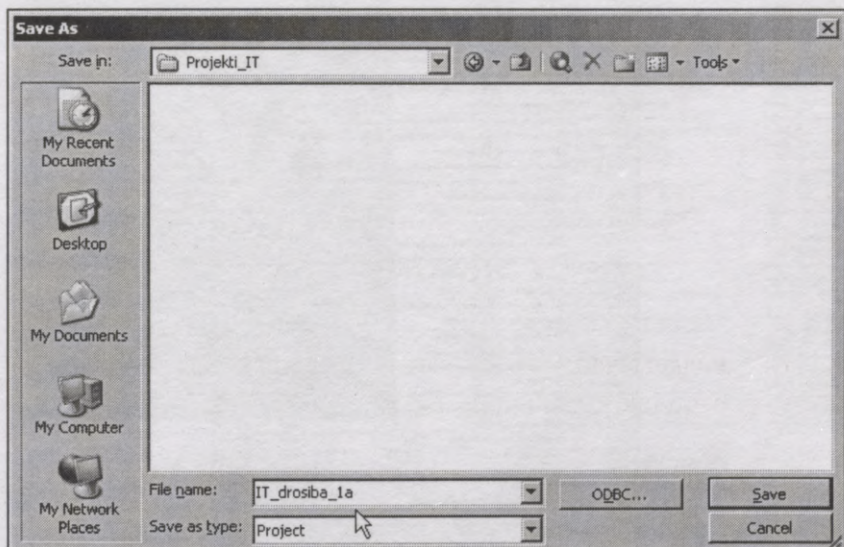 Save As
Save in:
Projekti_IT
Tools
My Recent
Documents
Desktop
My Documents
My Computer
My Network
Places
File name:
IT_drosiba_1a
ODBC...
Save
Save as type:
Project
Cancel